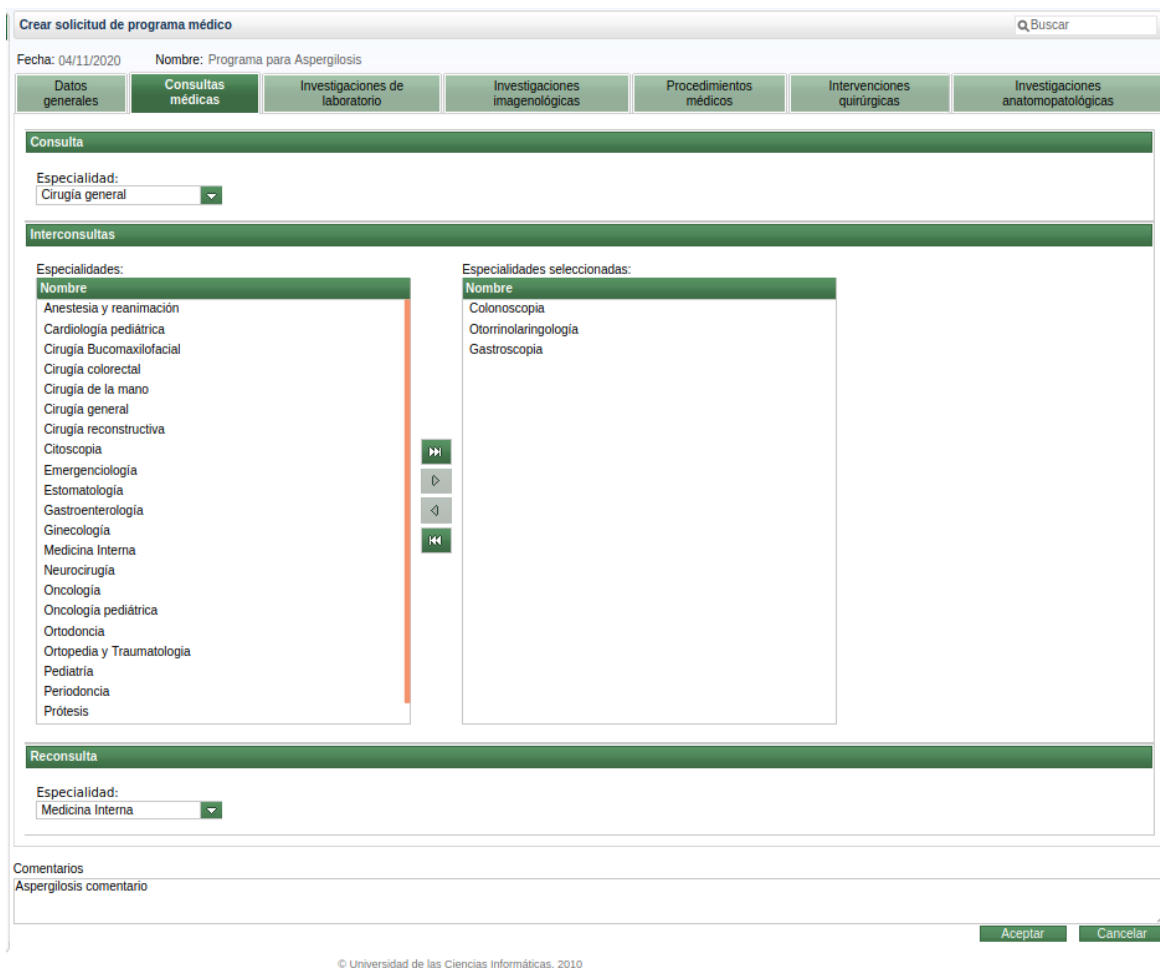 Crear solicitud de programa médico
Buscar
Fecha: 04/11/2020 Nombre: Programa para Aspergilosis
Datos generales
Consultas médicas
Investigaciones de laboratorio
Investigaciones imagenológicas
Procedimientos médicos
Intervenciones quirúrgicas
Investigaciones anatomopatológicas
Consulta
Especialidad:
Cirugía general
Interconsultas
Especialidades:
Nombre
Anestesia y reanimación
Cardiología pediátrica
Cirugía Bucomaxilofacial
Cirugía colorectal
Cirugía de la mano
Cirugía general
Cirugía reconstructiva
Citoscopia
Emergenciología
Estomatología
Gastroenterología
Ginecología
Medicina Interna
Neurocirugía
Oncología
Oncología pediátrica
Ortodoncia
Ortopedia y Traumatologia
Pediatría
Periodoncia
Prótesis
Especialidades seleccionadas:
Nombre
Colonoscopia
Otorrinolaringología
Gastroscopia
Reconsulta
Especialidad:
Medicina Interna
Comentarios
Aspergilosis comentario
Aceptar
Cancelar
© Universidad de las Ciencias Informáticas, 2010